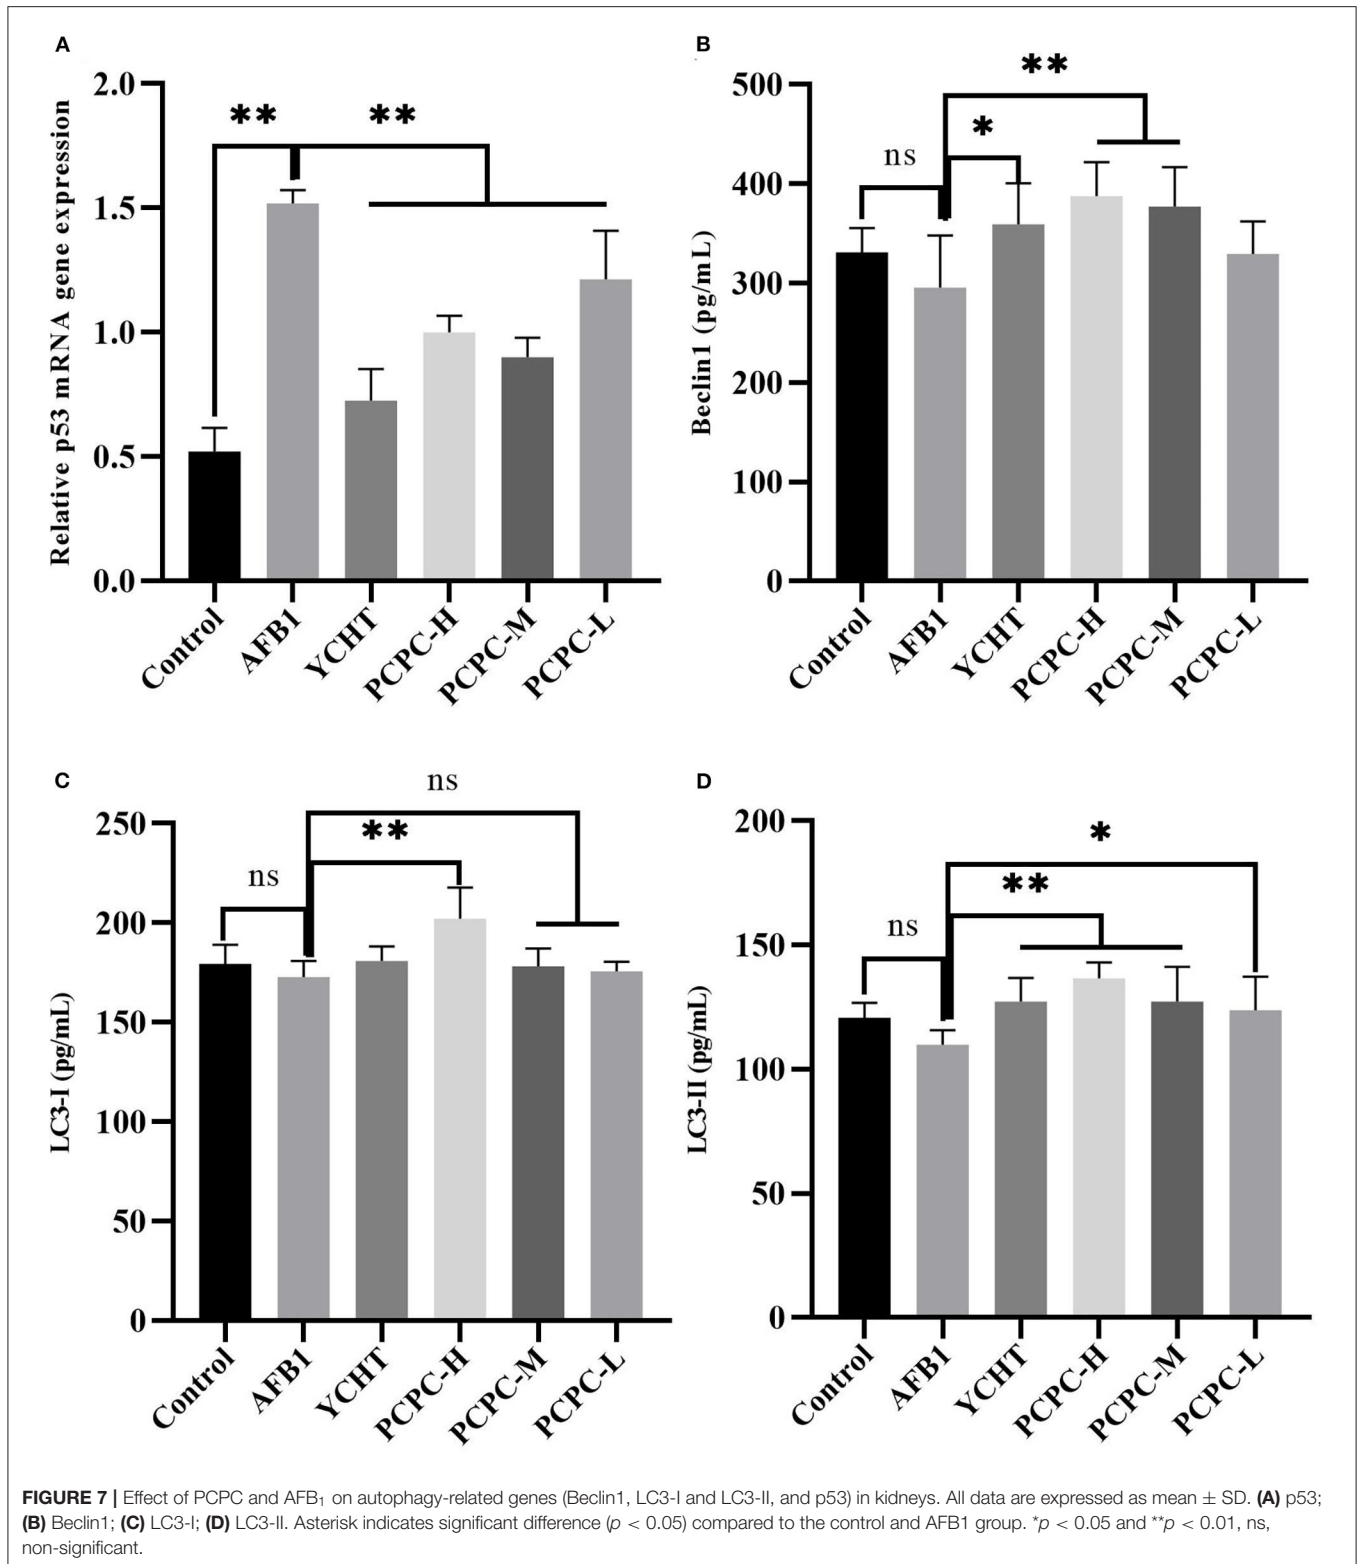 A
Relative p53 mRNA gene expression
2.0
1.5
1.0
0.5
0.0
** **
Control AFB1 YCHT PCPC-H PCPC-M PCPC-L
B
Beclin1 (pg/mL)
500
400
300
200
100
0
**
*
ns
Control AFB1 YCHT PCPC-H PCPC-M PCPC-L
C
LC3-I (pg/mL)
250
200
150
100
50
0
ns
**
ns
Control AFB1 YCHT PCPC-H PCPC-M PCPC-L
D
LC3-II (pg/mL)
200
150
100
50
0
*
**
ns
Control AFB1 YCHT PCPC-H PCPC-M PCPC-L
FIGURE 7 | Effect of PCPC and AFB₁ on autophagy-related genes (Beclin1, LC3-I and LC3-II, and p53) in kidneys. All data are expressed as mean ± SD. (A) p53;
(B) Beclin1; (C) LC3-I; (D) LC3-II. Asterisk indicates significant difference (p < 0.05) compared to the control and AFB1 group. *p < 0.05 and **p < 0.01, ns,
non-significant.